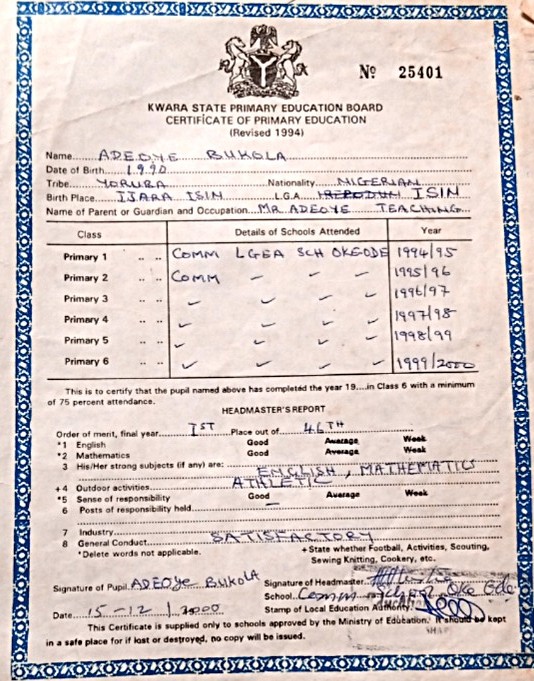 Nº 25401
KWARA STATE PRIMARY EDUCATION BOARD
CERTIFICATE OF PRIMARY EDUCATION
(Revised 1994)
Name....ADEOYE BUKOLA
Date of Birth....1990
Tribe....YORUBA Nationality....NIGERIAN
Birth Place....IJARA ISIN L.G.A....IREPODUN ISIN
Name of Parent or Guardian and Occupation....MR ADEOYE TEACHING
Class Details of Schools Attended Year
Primary 1 .. .. COMM LGEA SCH OKEODE 1994/95
Primary 2 .. .. COMM – – – 1995/96
Primary 3 .. .. ✓ ✓ ✓ ✓ 1996/97
Primary 4 .. .. ✓ ✓ ✓ ✓ 1997/98
Primary 5 .. .. ✓ ✓ ✓ ✓ 1998/99
Primary 6 .. .. ✓ ✓ ✓ ✓ 1999/2000
This is to certify that the pupil named above has completed the year 19....in Class 6 with a minimum
of 75 percent attendance.
HEADMASTER'S REPORT
Order of merit, final year....1ST....Place out of....46TH
*1 English Good Average Week
*2 Mathematics Good Average Week
3 His/Her strong subjects (if any) are: ENGLISH, MATHEMATICS
+4 Outdoor activities....ATHLETIC
*5 Sense of responsibility Good Average Week
6 Posts of responsibility held....
7 Industry....
8 General Conduct....SATISFACTORY
*Delete words not applicable. +State whether Football, Activities, Scouting,
Sewing Knitting, Cookery, etc.
Signature of Pupil ADEOYE BUKOLA Signature of Headmaster
School....Comm Oke Ode
Date....15-12/2000 Stamp of Local Education Authority
This Certificate is supplied only to schools approved by the Ministry of Education. It should be kept
in a safe place for if lost or destroyed, no copy will be issued.